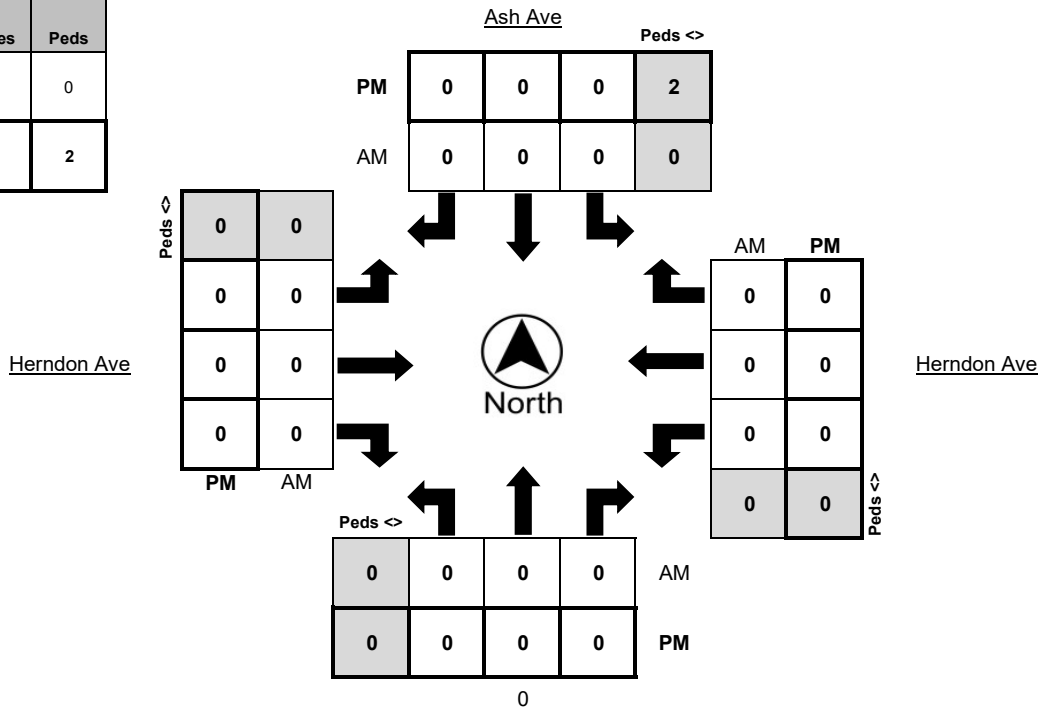 Ash Ave
es Peds
Peds <>
0
PM 0 0 0 2
2
AM 0 0 0 0
Peds <>
0 0
AM PM
0 0
0 0
Herndon Ave
0 0
North
0 0
Herndon Ave
0 0
0 0
PM AM
0 0
Peds <>
Peds <>
0 0 0 0 AM
0 0 0 0 PM
0